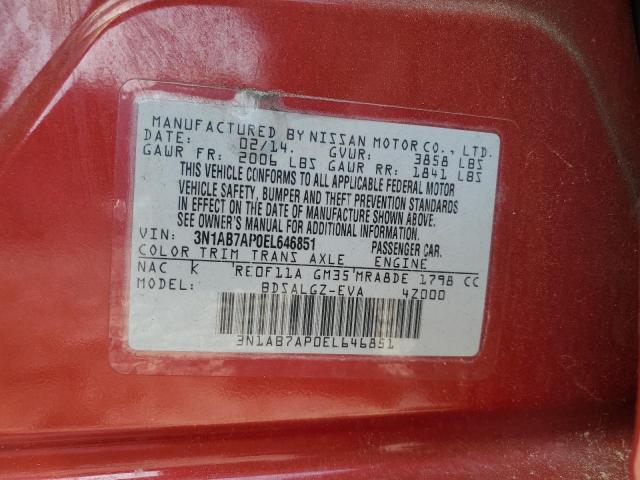 MANUFACTURED BY NISSAN MOTOR CO., LTD.
DATE: 02/14. GVWR: 3858 LBS
GAWR FR: 2006 LBS GAWR RR: 1841 LBS
THIS VEHICLE CONFORMS TO ALL APPLICABLE FEDERAL MOTOR
VEHICLE SAFETY, BUMPER AND THEFT PREVENTION STANDARDS
IN EFFECT ON THE DATE OF MANUFACTURE SHOWN ABOVE.
SEE OWNER'S MANUAL FOR ADDITIONAL INFORMATION.
VIN: 3N1AB7AP0EL646851 PASSENGER CAR.
COLOR TRIM TRANS AXLE ENGINE
NAC K RE0F11A GM35 MRA8DE 1798 CC
BDSALGZ-EVA 4Z000
3N1AB7AP0EL646851